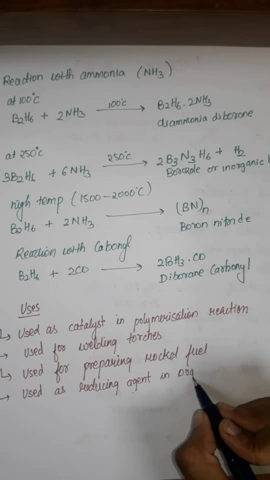 Reaction with ammonia (NH3)
at 100°C
B2H6 + 2NH3 100°C → B2H6.2NH3
diammonia diborane
at 250°C
3B2H6 + 6NH3 250°C → 2B3N3H6 + H2
or inorganic
high temp (1500-2000°C)
B2H6 + 2NH3 → (BN)n
Boron nitride
Reaction with Carbonyl
B2H6 + 2CO → 2BH3.CO
Diborane Carbonyl
Uses
↳ Used as catalyst in polymerisation reaction
→ Used for welding torches
↳ Used for preparing rocket fuel
→ Used as reducing agent in org